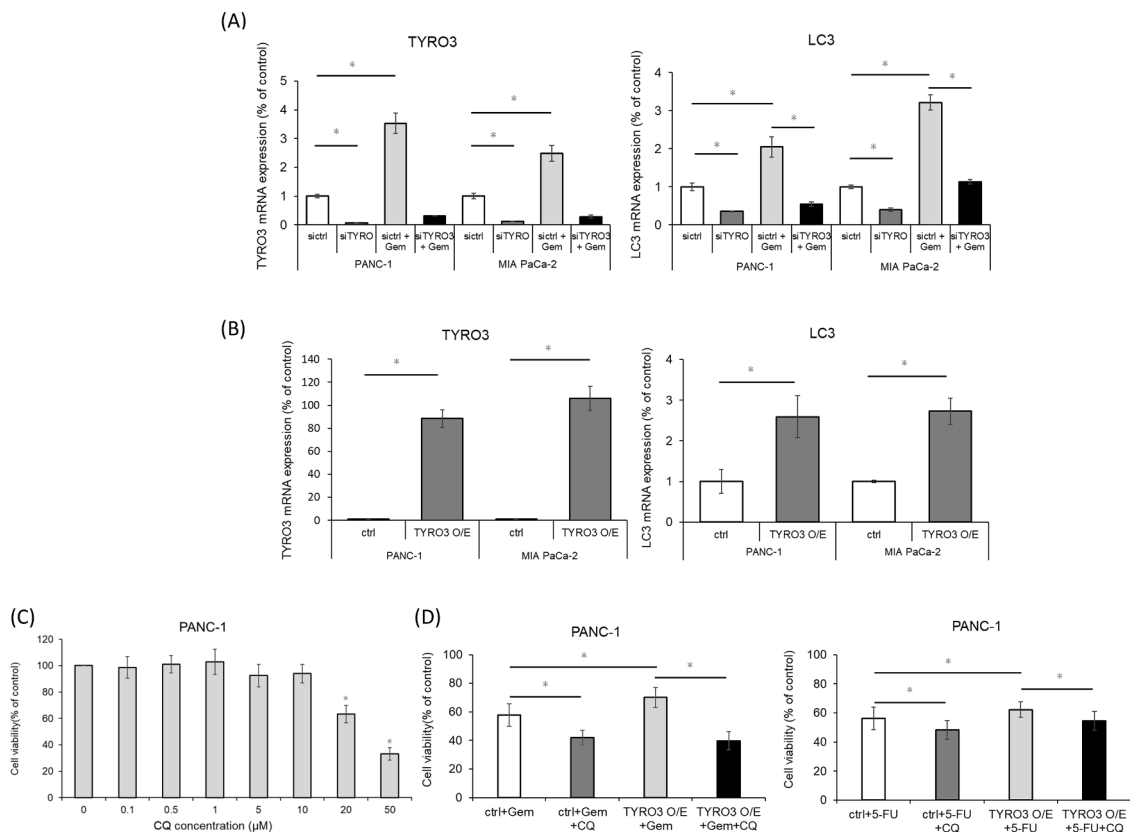 (A)
TYRO3
TYRO3 mRNA expression (% of control)
5
4
3
2
1
0
*
*
*
*
sictrl
siTYRO
sictrl +
Gem
siTYRO3
+ Gem
sictrl
siTYRO
sictrl +
Gem
siTYRO3
+ Gem
PANC-1
MIA PaCa-2
LC3
LC3 mRNA expression (% of control)
4
3
2
1
0
*
*
*
*
*
*
sictrl
siTYRO
sictrl +
Gem
siTYRO3
+ Gem
sictrl
siTYRO
sictrl +
Gem
siTYRO3
+ Gem
PANC-1
MIA PaCa-2
(B)
TYRO3
TYRO3 mRNA expression (% of control)
140
120
100
80
60
40
20
0
*
*
ctrl
TYRO3 O/E
ctrl
TYRO3 O/E
PANC-1
MIA PaCa-2
LC3
LC3 mRNA expression (% of control)
4
3
2
1
0
*
*
ctrl
TYRO3 O/E
ctrl
TYRO3 O/E
PANC-1
MIA PaCa-2
(C)
PANC-1
Cell viability(% of control)
120
100
80
60
40
20
0
*
*
0 0.1 0.5 1 5 10 20 50
CQ concentration (μM)
(D)
PANC-1
Cell viability(% of control)
100
80
60
40
20
0
*
*
*
ctrl+Gem
ctrl+Gem
+CQ
TYRO3 O/E
+Gem
TYRO3 O/E
+Gem+CQ
PANC-1
Cell viability (% of control)
100
80
60
40
20
0
*
*
*
ctrl+5-FU
ctrl+5-FU
+CQ
TYRO3 O/E
+5-FU
TYRO3 O/E
+5-FU+CQ